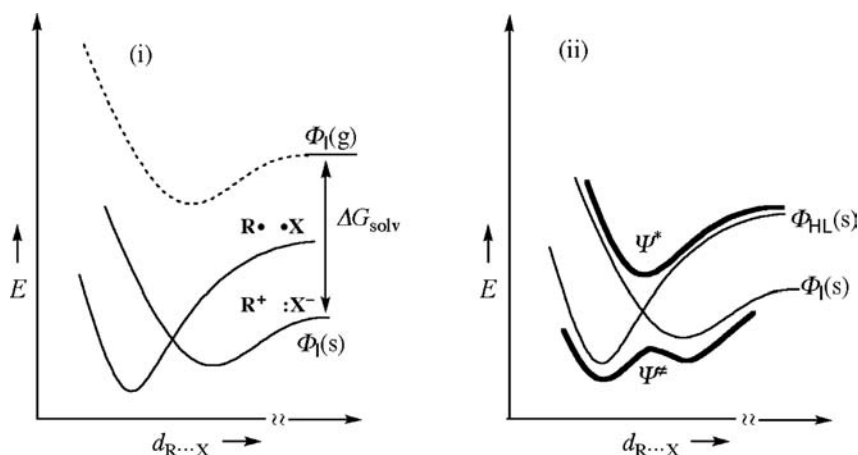 (i)
Φ_I(g)
R• •X
ΔG_solv
E
R⁺ :X⁻
Φ_I(s)
≈
d_R···X
(ii)
Ψ*
Φ_HL(s)
E
Φ_I(s)
Ψ≠
≈
d_R···X